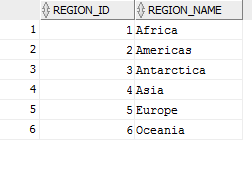 REGION_ID REGION_NAME
1 1 Africa
2 2 Americas
3 3 Antarctica
4 4 Asia
5 5 Europe
6 6 Oceania